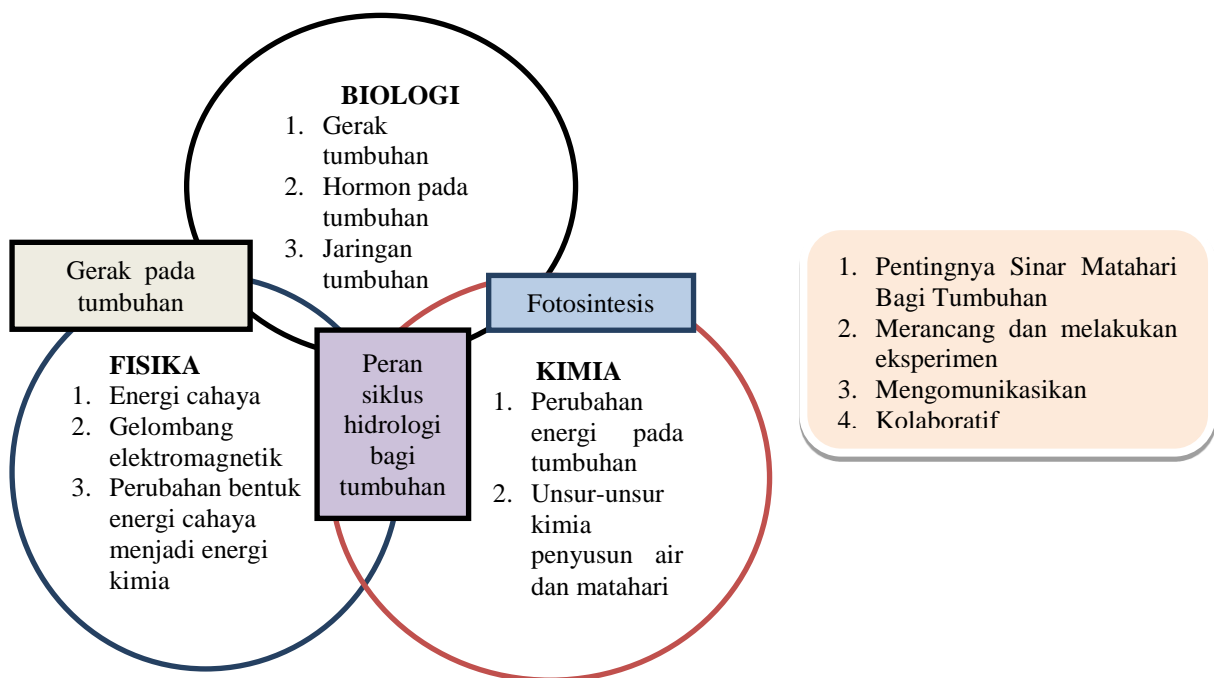 BIOLOGI
1. Gerak
tumbuhan
2. Hormon pada
tumbuhan
3. Jaringan
tumbuhan
Gerak pada
tumbuhan
Fotosintesis
Peran
siklus
hidrologi
bagi
tumbuhan
FISIKA
1. Energi cahaya
2. Gelombang
elektromagnetik
3. Perubahan bentuk
energi cahaya
menjadi energi
kimia
KIMIA
1. Perubahan
energi pada
tumbuhan
2. Unsur-unsur
kimia
penyusun air
dan matahari
1. Pentingnya Sinar Matahari
Bagi Tumbuhan
2. Merancang dan melakukan
eksperimen
3. Mengomunikasikan
4. Kolaboratif